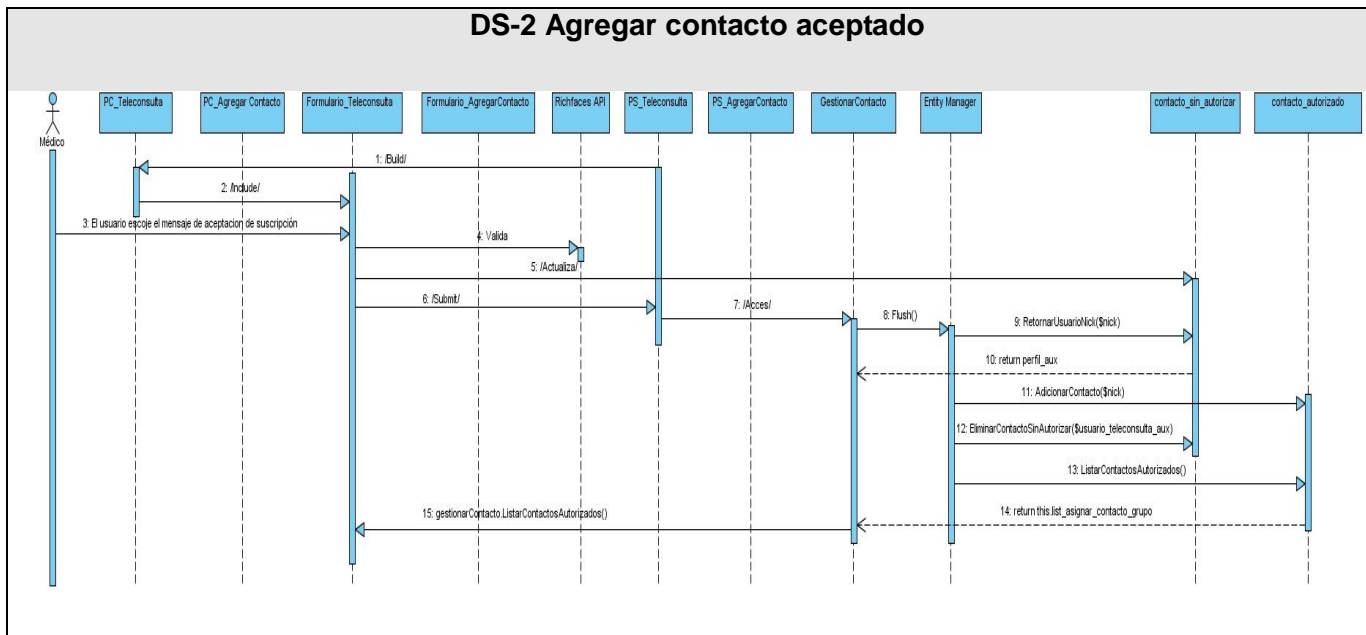 DS-2 Agregar contacto aceptado
PC_Teleconsulta
PC_Agregar Contacto
Formulario_Teleconsulta
Formulario_AgregarContacto
Richfaces API
PS_Teleconsulta
PS_AgregarContacto
GestionarContacto
Entity Manager
contacto_sin_autorizar
contacto_autorizado
Médico
1: /Build/
2: /Include/
3: El usuario escoje el mensaje de aceptacion de suscripción
4: Valida
5: /Actualiza/
6: /Submit/
7: /Acces/
8: Flush()
9: RetornarUsuarioNick($nick)
10: return perfil_aux
11: AdicionarContacto($nick)
12: EliminarContactoSinAutorizar($usuario_teleconsulta_aux)
13: ListarContactosAutorizados()
14: return this.list_asignar_contacto_grupo
15: gestionarContacto.ListarContactosAutorizados()